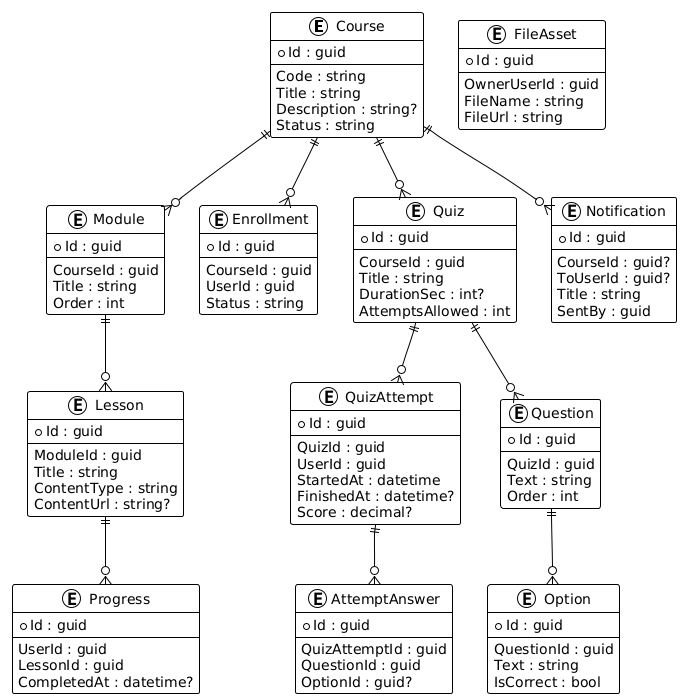 E Course
Id : guid
Code : string
Title : string
Description : string?
Status : string
E FileAsset
Id : guid
OwnerUserId : guid
FileName : string
FileUrl : string
E Module
Id : guid
CourseId : guid
Title : string
Order : int
E Enrollment
Id : guid
CourseId : guid
UserId : guid
Status : string
E Quiz
Id : guid
CourseId : guid
Title : string
DurationSec : int?
AttemptsAllowed : int
E Notification
Id : guid
CourseId : guid?
ToUserId : guid?
Title : string
SentBy : guid
E Lesson
Id : guid
ModuleId : guid
Title : string
ContentType : string
ContentUrl : string?
E QuizAttempt
Id : guid
QuizId : guid
UserId : guid
StartedAt : datetime
FinishedAt : datetime?
Score : decimal?
E Question
Id : guid
QuizId : guid
Text : string
Order : int
E Progress
Id : guid
UserId : guid
LessonId : guid
CompletedAt : datetime?
E AttemptAnswer
Id : guid
QuizAttemptId : guid
QuestionId : guid
OptionId : guid?
E Option
Id : guid
QuestionId : guid
Text : string
IsCorrect : bool